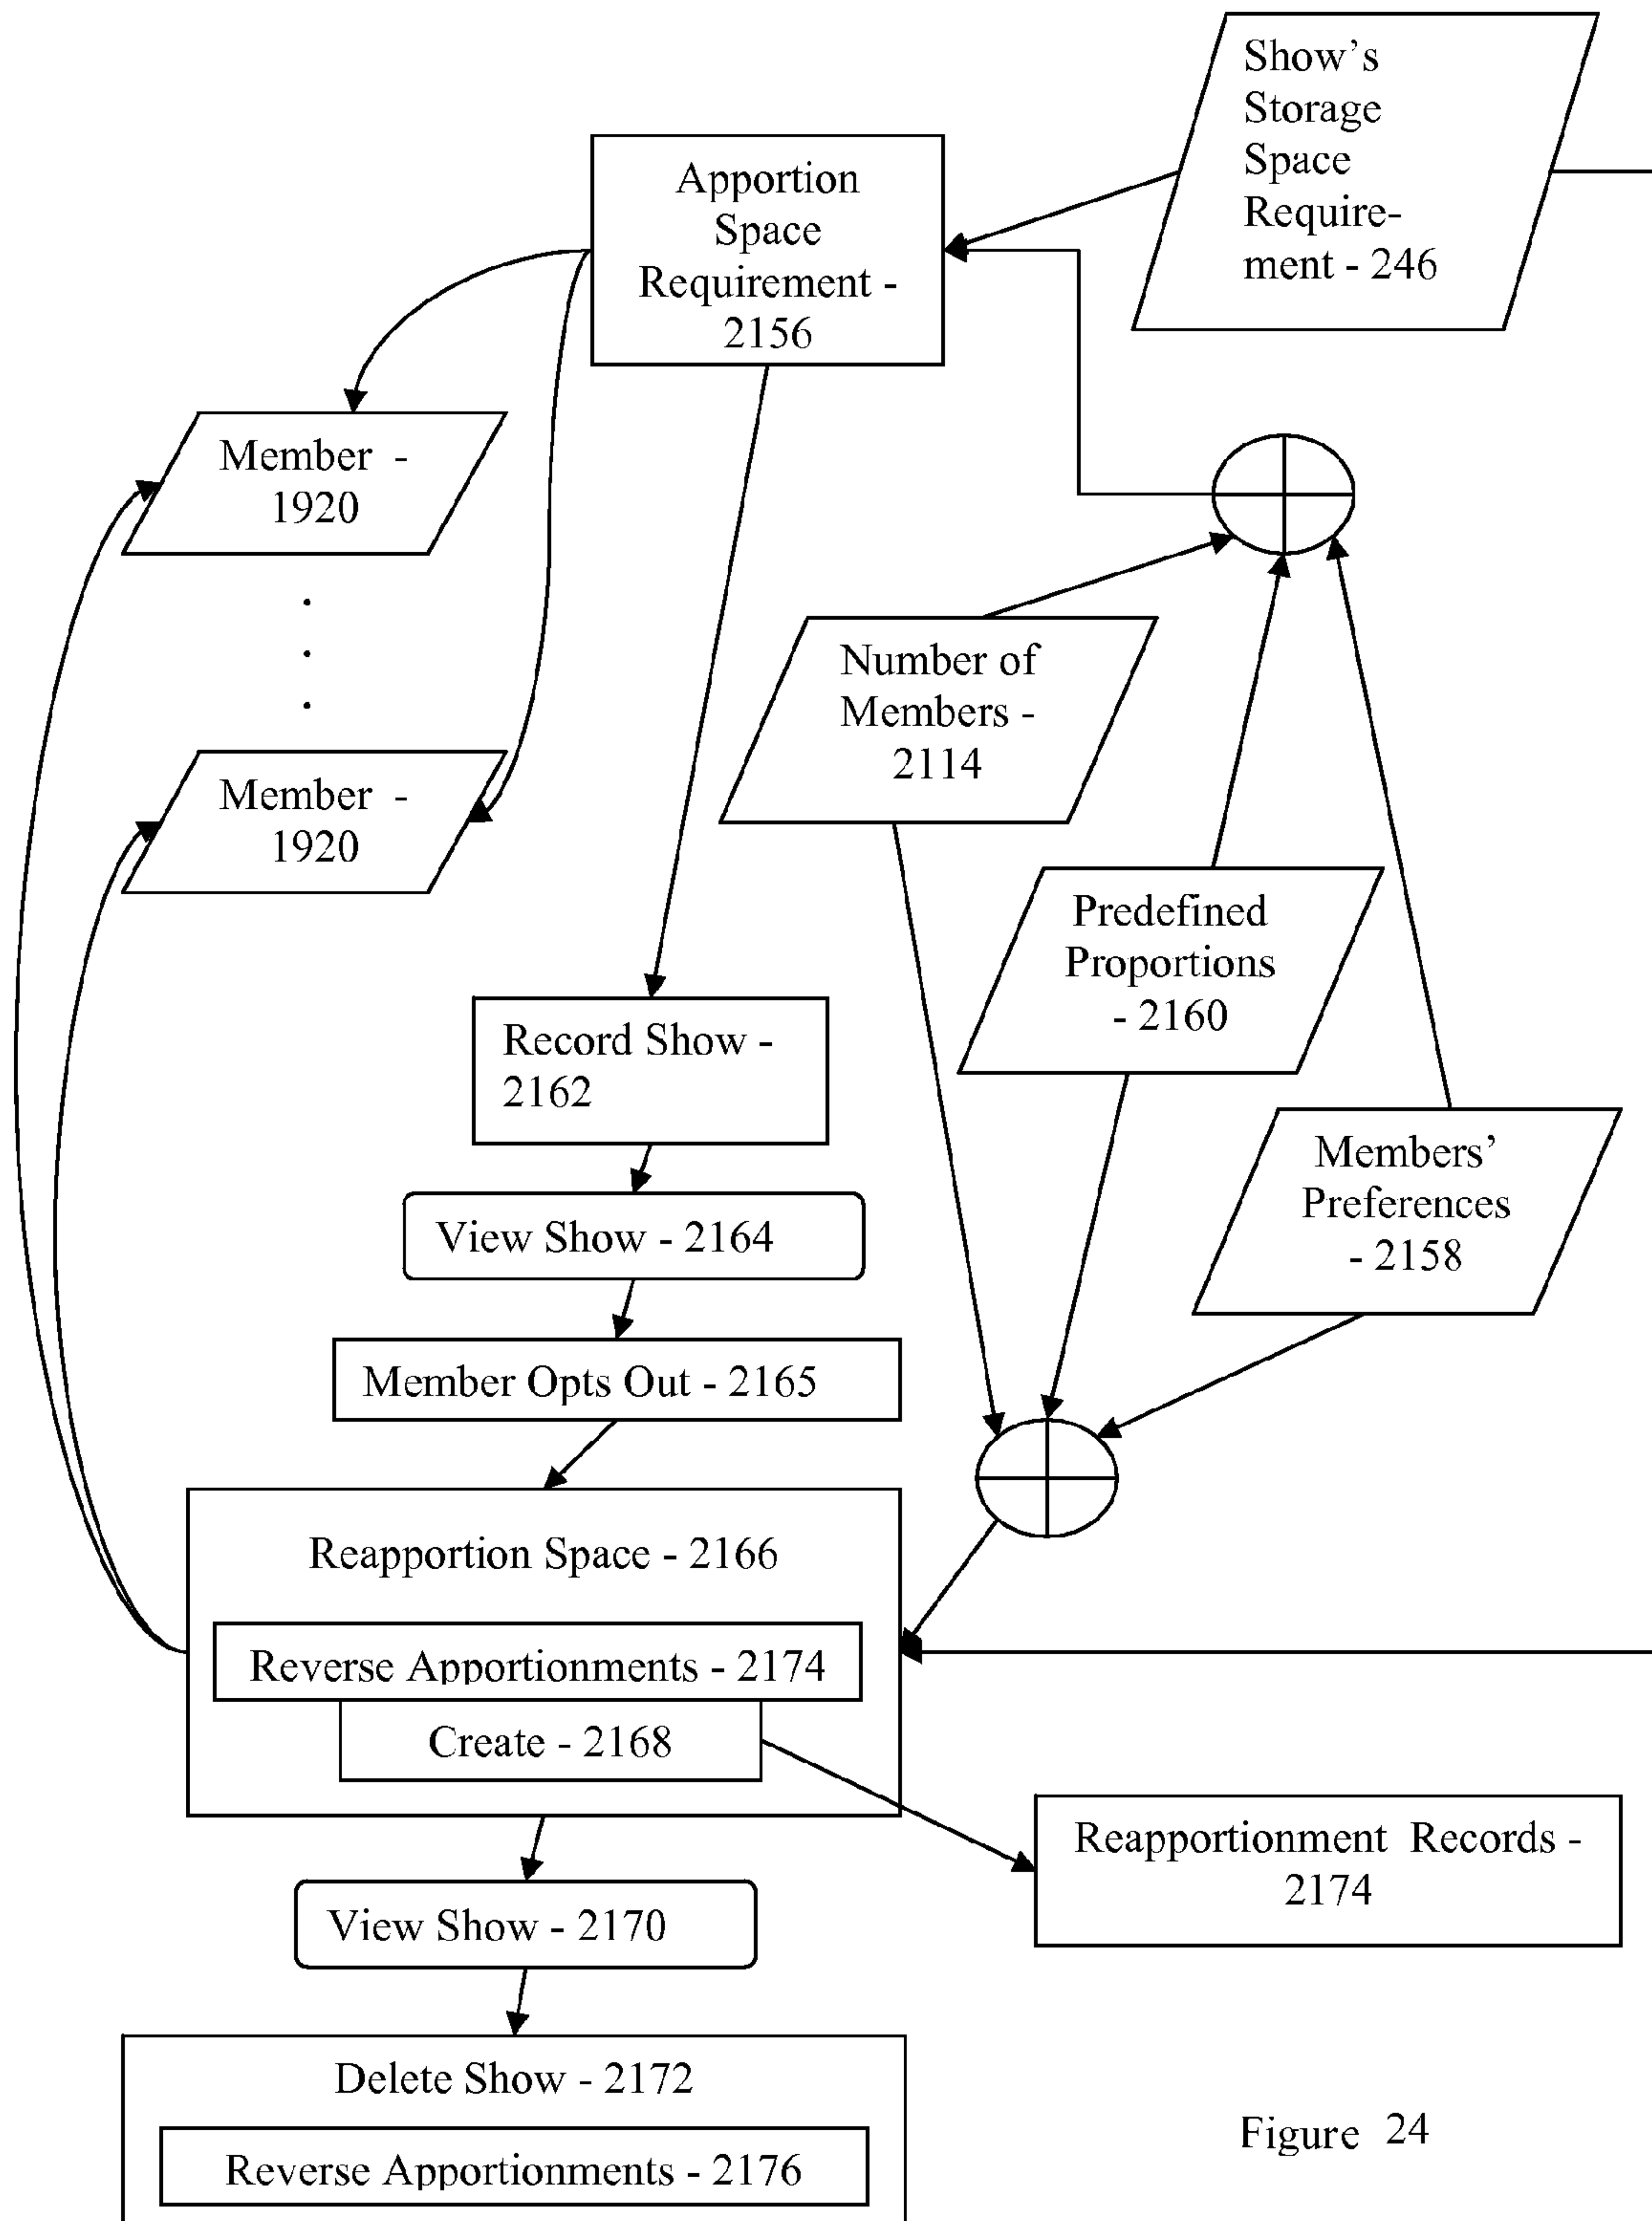 Show’s
Storage
Space
Require-
ment - 246
Apportion
Space
Requirement -
2156
Member -
1920
.
.
.
Member -
1920
Number of
Members -
2114
Predefined
Proportions
- 2160
Members’
Preferences
- 2158
Record Show -
2162
View Show - 2164
Member Opts Out - 2165
Reapportion Space - 2166
Reverse Apportionments - 2174
Create - 2168
Reapportionment Records -
2174
View Show - 2170
Delete Show - 2172
Reverse Apportionments - 2176
Figure 24